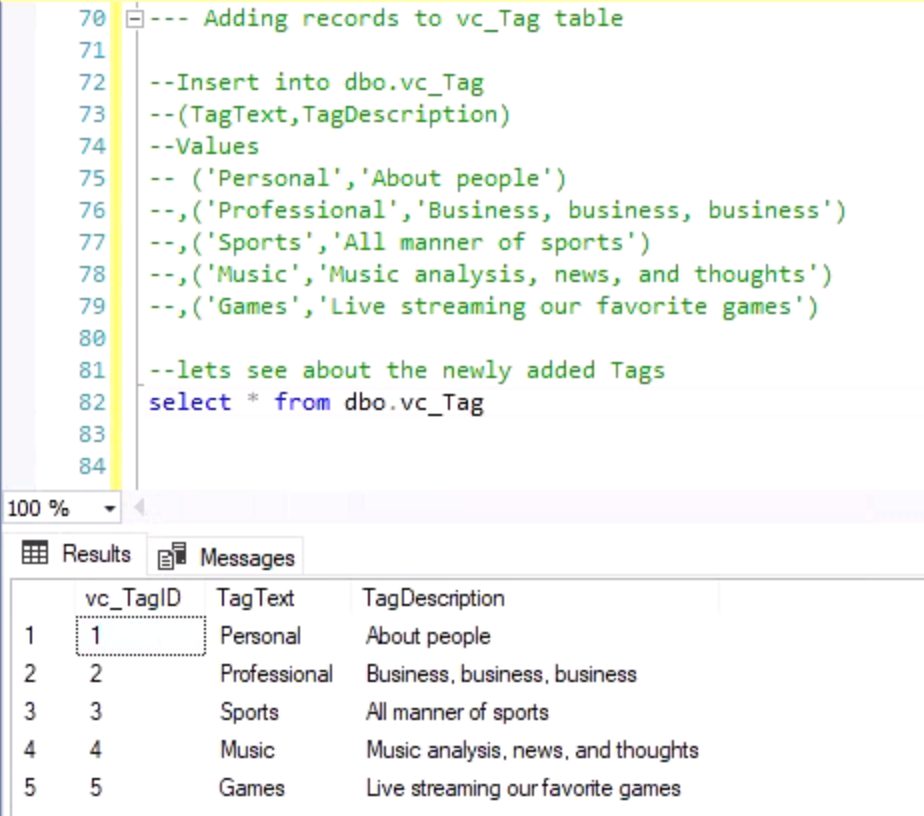 70 --- Adding records to vc_Tag table
71
72 --Insert into dbo.vc_Tag
73 --(TagText,TagDescription)
74 --Values
75 -- ('Personal','About people')
76 --,('Professional','Business, business, business')
77 --,('Sports','All manner of sports')
78 --,('Music','Music analysis, news, and thoughts')
79 --,('Games','Live streaming our favorite games')
80
81 --lets see about the newly added Tags
82 select * from dbo.vc_Tag
83
84
100 %
Results Messages
vc_TagID TagText TagDescription
1 1 Personal About people
2 2 Professional Business, business, business
3 3 Sports All manner of sports
4 4 Music Music analysis, news, and thoughts
5 5 Games Live streaming our favorite games